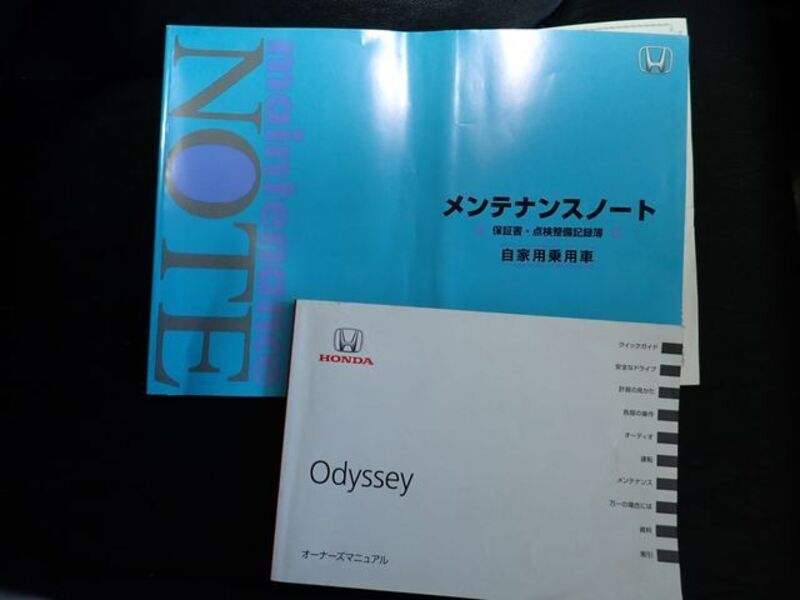 maintenance
NOTE
メンテナンスノート
保証書・点検整備記録簿
自家用乗用車
HONDA
Odyssey
オーナーズマニュアル
クイックガイド
安全なドライブ
計器の見かた
各部の操作
オーディオ
運転
メンテナンス
万一の場合には
資料
索引